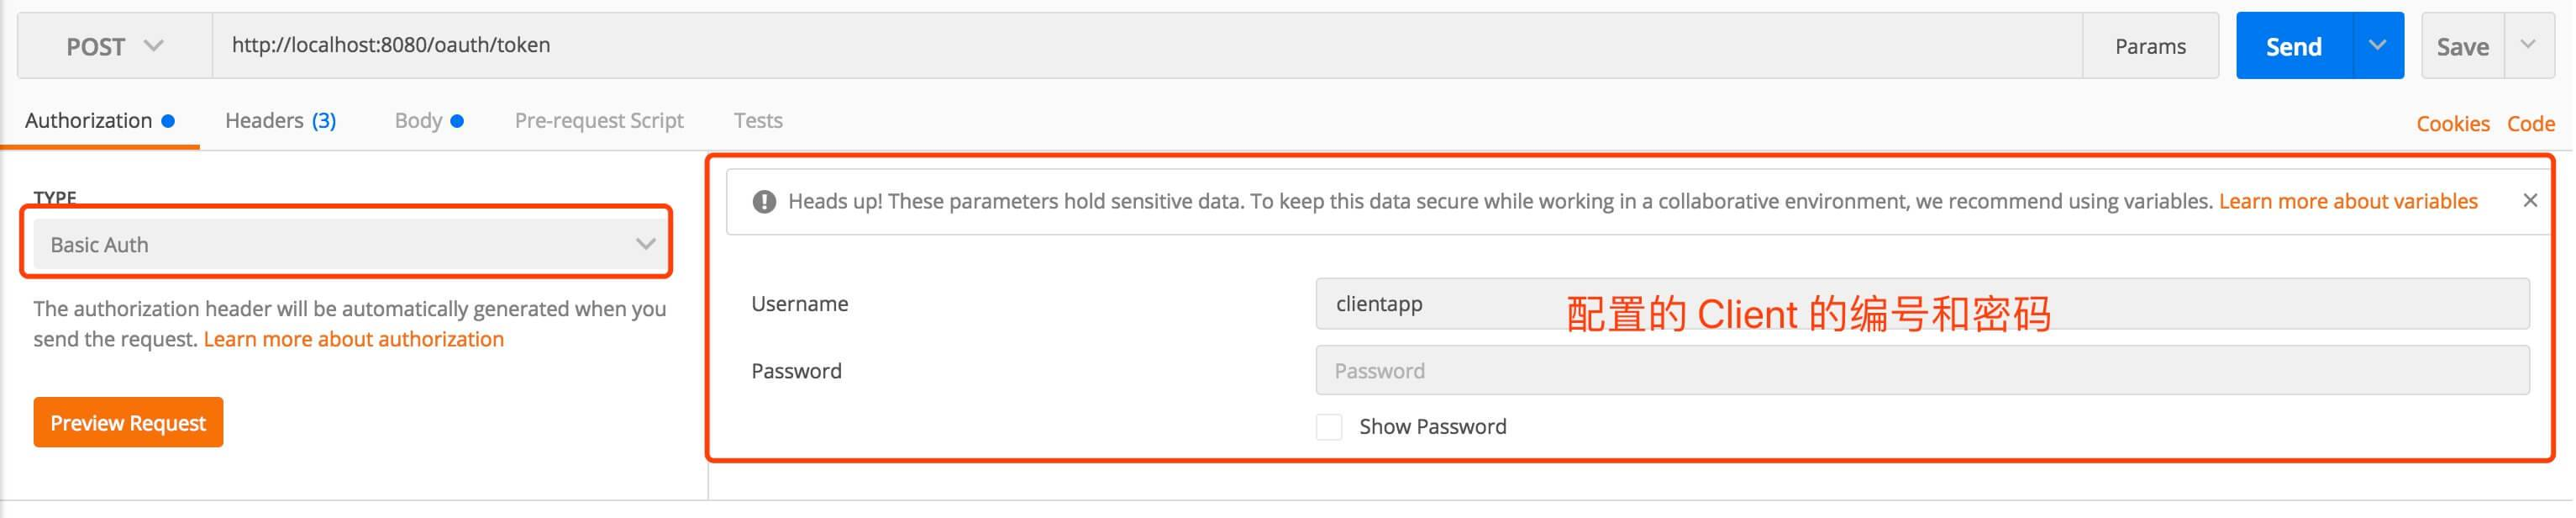 POST
http://localhost:8080/oauth/token
Params
Send
Save
Authorization
Headers (3)
Body
Pre-request Script
Tests
Cookies
Code
TYPE
Basic Auth
The authorization header will be automatically generated when you
send the request. Learn more about authorization
Preview Request
Heads up! These parameters hold sensitive data. To keep this data secure while working in a collaborative environment, we recommend using variables. Learn more about variables
Username
clientapp
配置的 Client 的编号和密码
Password
Password
Show Password